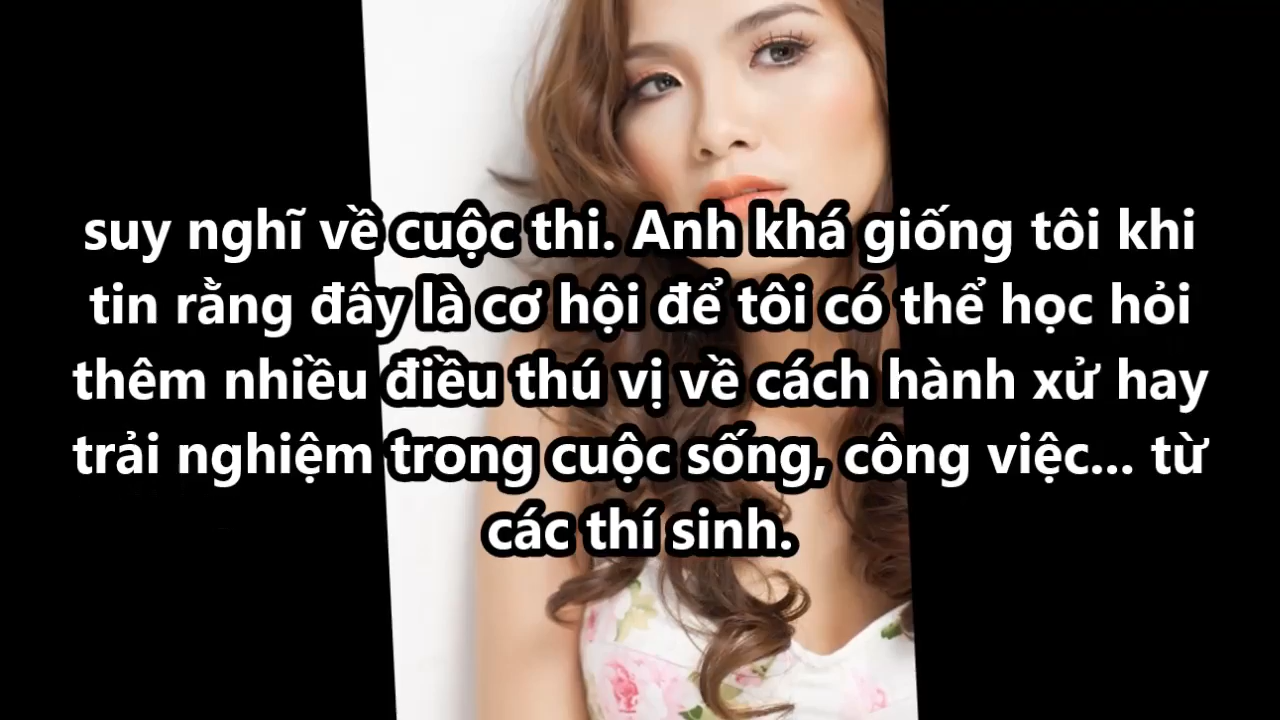 suy nghĩ về cuộc thi. Anh khá giống tôi khi
tin rằng đây là cơ hội để tôi có thể học hỏi
thêm nhiều điều thú vị về cách hành xử hay
trải nghiệm trong cuộc sống, công việc... từ
các thí sinh.